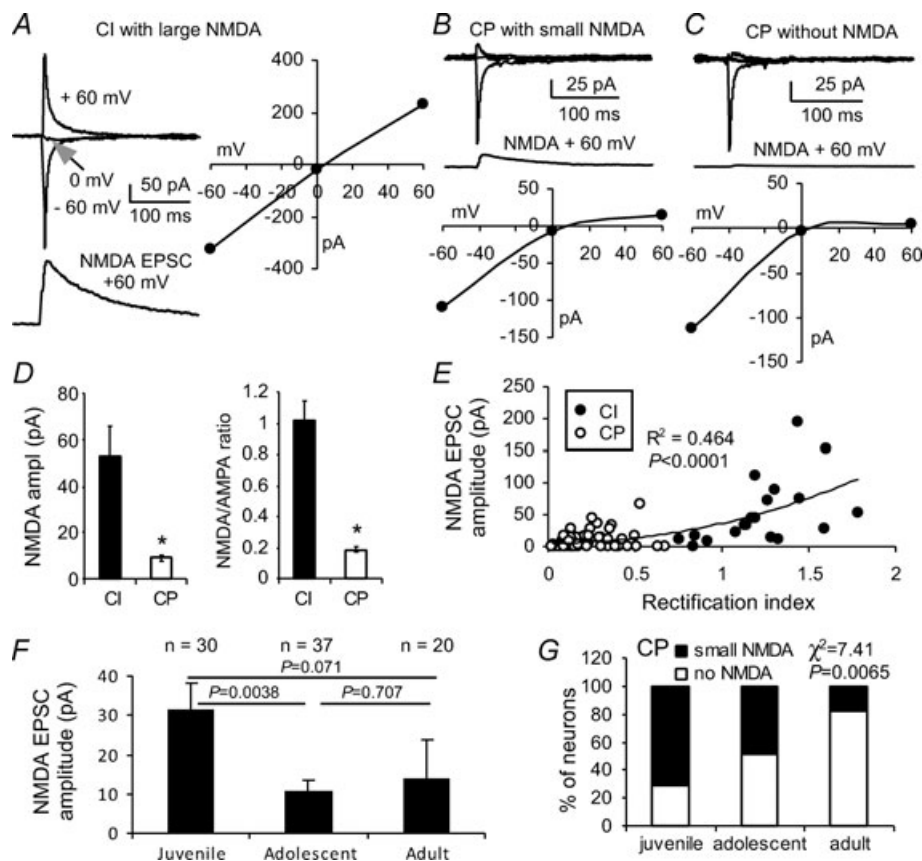 A
CI with large NMDA
+ 60 mV
0 mV
- 60 mV
50 pA
100 ms
NMDA EPSC
+60 mV
400
200
mV
-60
-40
-20
0
20
40
60
-200
-400
pA
B
CP with small NMDA
25 pA
100 ms
NMDA + 60 mV
50
mV
0
-60 -40 -20 0 20 40 60
-50
-100
-150
pA
C
CP without NMDA
25 pA
100 ms
NMDA + 60 mV
50
mV
0
-60 -40 -20 0 20 40 60
-50
-100
-150
pA
D
NMDA ampl (pA)
80
60
40
20
0
*
CI CP
NMDA/AMPA ratio
1.2
1
0.8
0.6
0.4
0.2
0
*
CI CP
E
NMDA EPSC
amplitude (pA)
250
200
150
100
50
0
CI
CP
R² = 0.464
P<0.0001
0 0.5 1 1.5 2
Rectification index
F
n = 30 n = 37 n = 20
P=0.071
P=0.0038 P=0.707
NMDA EPSC
amplitude (pA)
40
30
20
10
0
Juvenile Adolescent Adult
G
CP
small NMDA
no NMDA
χ²=7.41
P=0.0065
% of neurons
100
80
60
40
20
0
juvenile adolescent adult